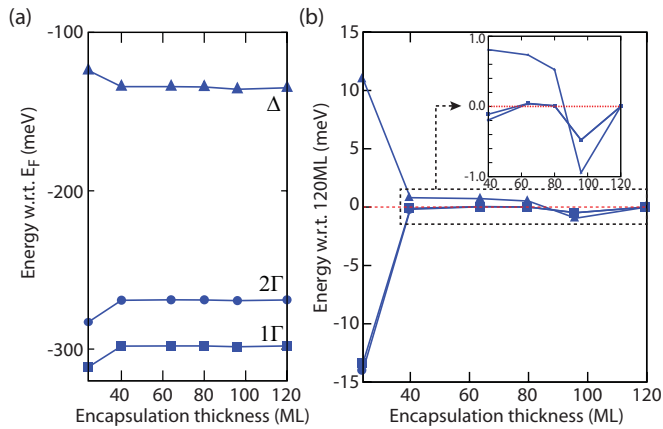 (a)
-100
-200
-300
Energy w.r.t. E_F (meV)
Δ
2Γ
1Γ
40 60 80 100 120
Encapsulation thickness (ML)
(b)
15
10
5
0
-5
-10
-15
Energy w.r.t. 120ML (meV)
1.0
0.0
-1.0
40 60 80 100 120
40 60 80 100 120
Encapsulation thickness (ML)